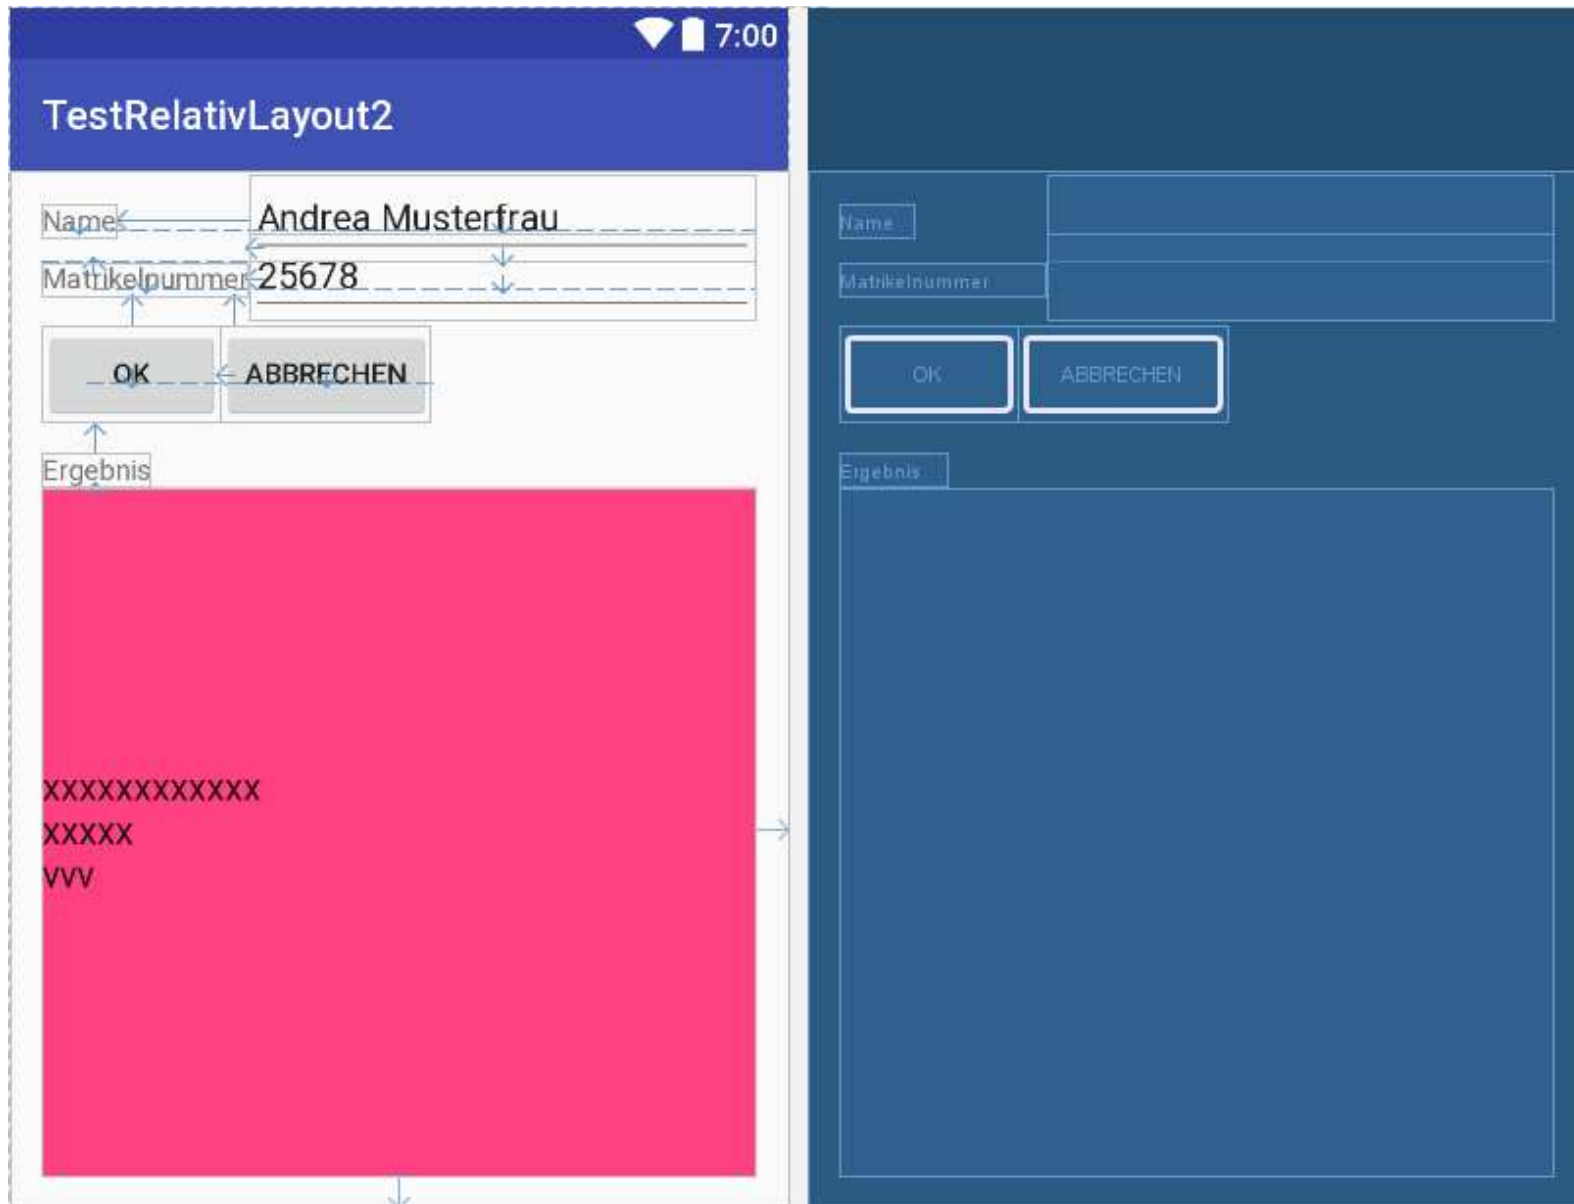 7:00
TestRelativLayout2
Name
Andrea Musterfrau
Matrikelnummer
25678
OK
ABBRECHEN
Ergebnis
xxxxxxxxxxxx
xxxxx
vvv
Name
Matrikelnummer
OK
ABBRECHEN
Ergebnis